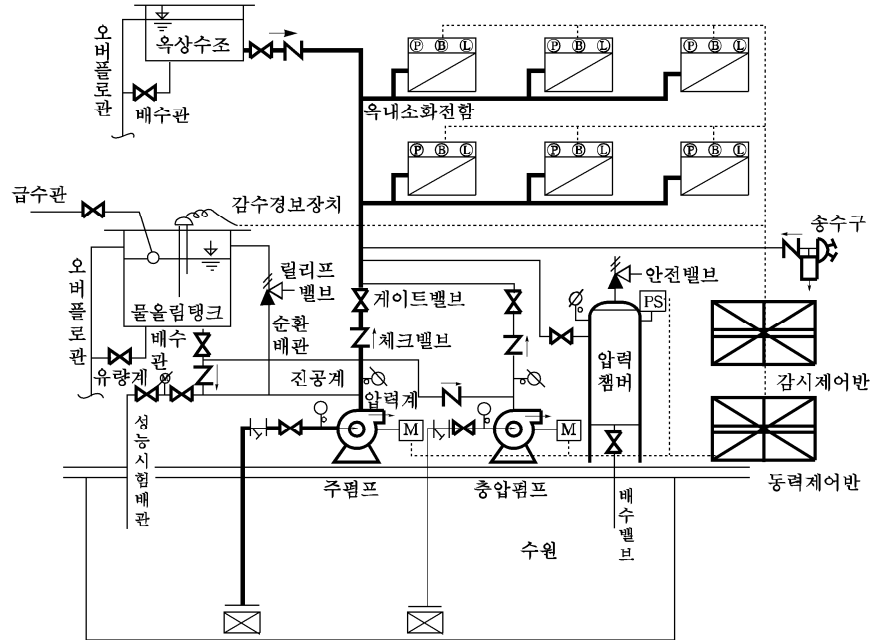 옥상수조
오버플로관
배수관
P B L
P B L
P B L
옥내소화전함
P B L
P B L
P B L
급수관
감수경보장치
송수구
오버플로관
물올림탱크
릴리프
밸브
순환
배관
게이트밸브
체크밸브
안전밸브
PS
압력
챔버
배수관
유량계
M
진공계
압력계
M
M
감시제어반
성능시험배관
주펌프
충압펌프
배수밸브
동력제어반
수원